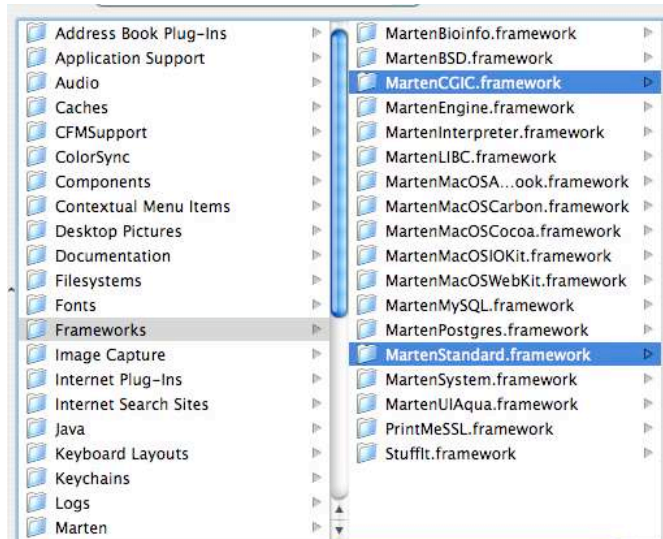 Address Book Plug-Ins
Application Support
Audio
Caches
CFMSupport
ColorSync
Components
Contextual Menu Items
Desktop Pictures
Documentation
Filesystems
Fonts
Frameworks
Image Capture
Internet Plug-Ins
Internet Search Sites
Java
Keyboard Layouts
Keychains
Logs
Marten
MartenBioinfo.framework
MartenBSD.framework
MartenCGIC.framework
MartenEngine.framework
MartenInterpreter.framework
MartenLIBC.framework
MartenMacOSA...ook.framework
MartenMacOSCarbon.framework
MartenMacOSCocoa.framework
MartenMacOSIOKit.framework
MartenMacOSWebKit.framework
MartenMySQL.framework
MartenPostgres.framework
MartenStandard.framework
MartenSystem.framework
MartenUIAqua.framework
PrintMeSSL.framework
StuffIt.framework